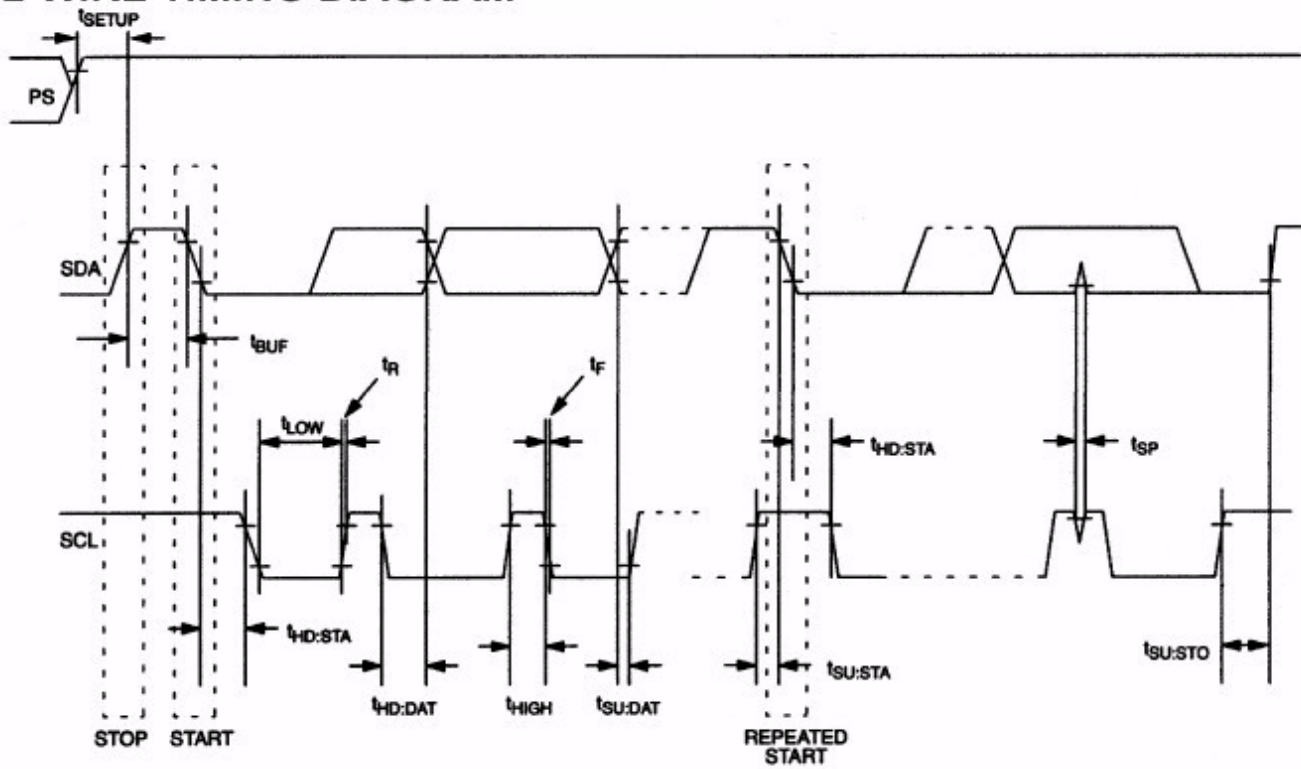 2-WIRE TIMING DIAGRAM
tSETUP
PS
SDA
tBUF
tR
tF
tLOW
tHD:STA
tSP
SCL
tHD:STA
tSU:STA
tSU:STO
tHD:DAT
tHIGH
tSU:DAT
STOP
START
REPEATED
START